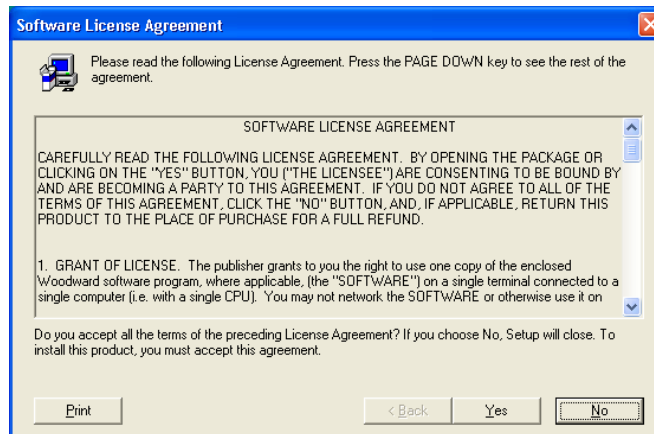 Software License Agreement
Please read the following License Agreement. Press the PAGE DOWN key to see the rest of the
agreement.
SOFTWARE LICENSE AGREEMENT
CAREFULLY READ THE FOLLOWING LICENSE AGREEMENT.  BY OPENING THE PACKAGE OR
CLICKING ON THE "YES" BUTTON, YOU ("THE LICENSEE") ARE CONSENTING TO BE BOUND BY
AND ARE BECOMING A PARTY TO THIS AGREEMENT.  IF YOU DO NOT AGREE TO ALL OF THE
TERMS OF THIS AGREEMENT, CLICK THE "NO" BUTTON, AND, IF APPLICABLE, RETURN THIS
PRODUCT TO THE PLACE OF PURCHASE FOR A FULL REFUND.
1.  GRANT OF LICENSE.  The publisher grants to you the right to use one copy of the enclosed
Woodward software program, where applicable, (the "SOFTWARE") on a single terminal connected to a
single computer (i.e. with a single CPU).  You may not network the SOFTWARE or otherwise use it on
Do you accept all the terms of the preceding License Agreement? If you choose No, Setup will close. To
install this product, you must accept this agreement.
Print
< Back
Yes
No